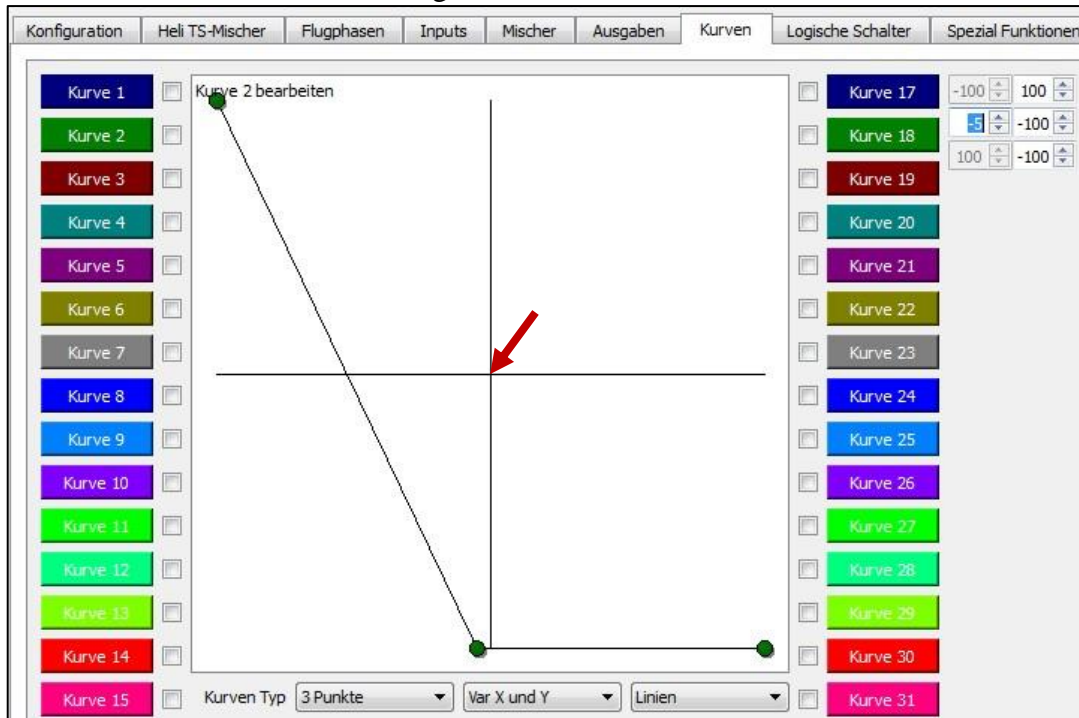 Konfiguration Heli TS-Mischer Flugphasen Inputs Mischer Ausgaben Kurven Logische Schalter Spezial Funktionen
Kurve 1 Kurve 2 bearbeiten Kurve 17 -100 100
Kurve 2 Kurve 18 -5 -100
Kurve 3 Kurve 19 100 -100
Kurve 4 Kurve 20
Kurve 5 Kurve 21
Kurve 6 Kurve 22
Kurve 7 Kurve 23
Kurve 8 Kurve 24
Kurve 9 Kurve 25
Kurve 10 Kurve 26
Kurve 11 Kurve 27
Kurve 12 Kurve 28
Kurve 13 Kurve 29
Kurve 14 Kurve 30
Kurve 15 Kurven Typ 3 Punkte Var X und Y Linien Kurve 31